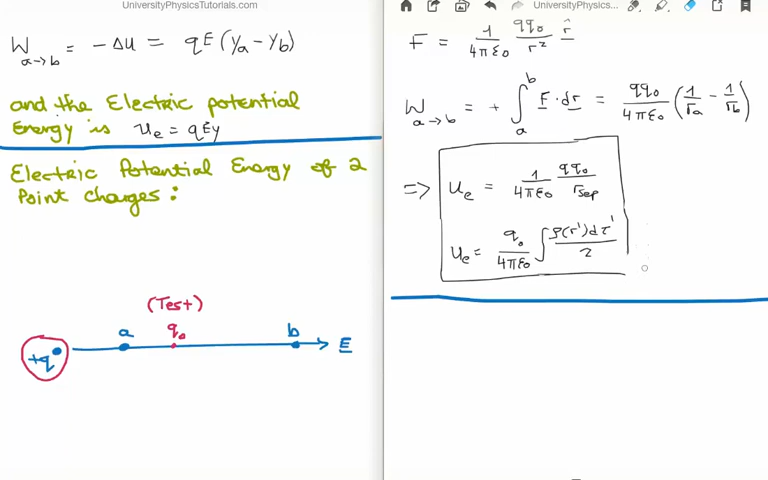 UniversityPhysicsTutorials.com
W a→b = - Δu = qE (ya - yb)
and the Electric potential
Energy is ue = qEy
Electric Potential Energy of 2
Point charges:
(Test)
a q₀ b
+q E
UniversityPhysics...
F = 1/4πε₀ qq₀/r² r̂
W a→b = + ∫ₐᵇ F · dr = qq₀/4πε₀ (1/ra - 1/rb)
=> ue = 1/4πε₀ qq₀/rsep
ue = q₀/4πε₀ ∫ ρ(r')dτ'/2